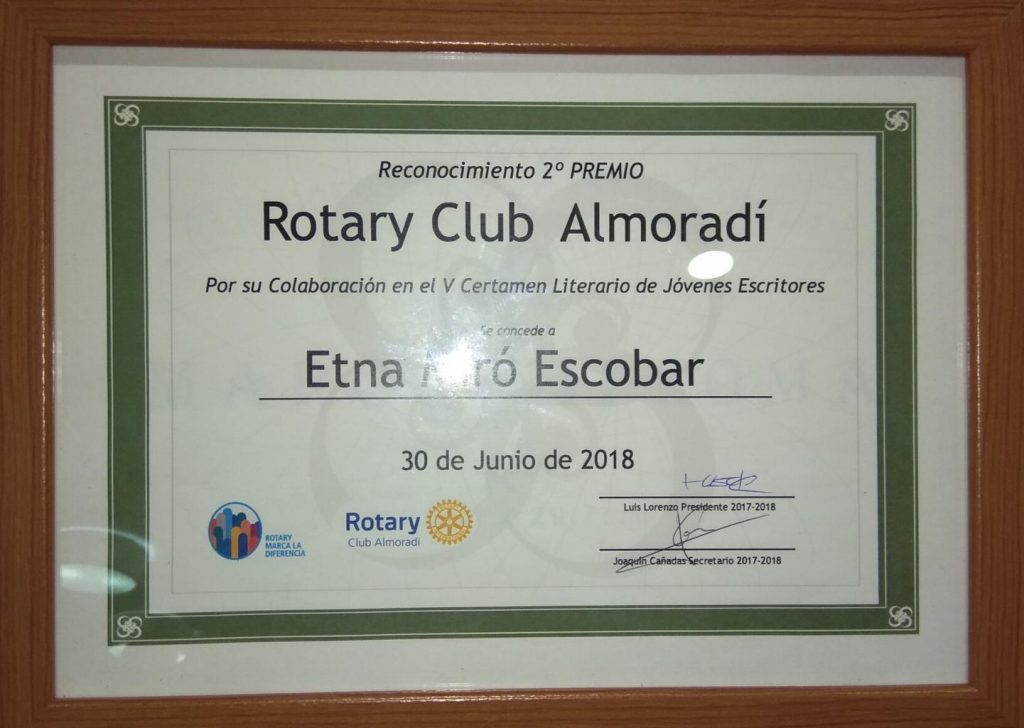 Reconocimiento 2º PREMIO
Rotary Club Almoradí
Por su Colaboración en el V Certamen Literario de Jóvenes Escritores
Se concede a
Etna Miró Escobar
30 de Junio de 2018
Luis Lorenzo Presidente 2017-2018
ROTARY
MARCA LA
DIFERENCIA
Rotary
Club Almoradí
Joaquín Cañadas Secretario 2017-2018